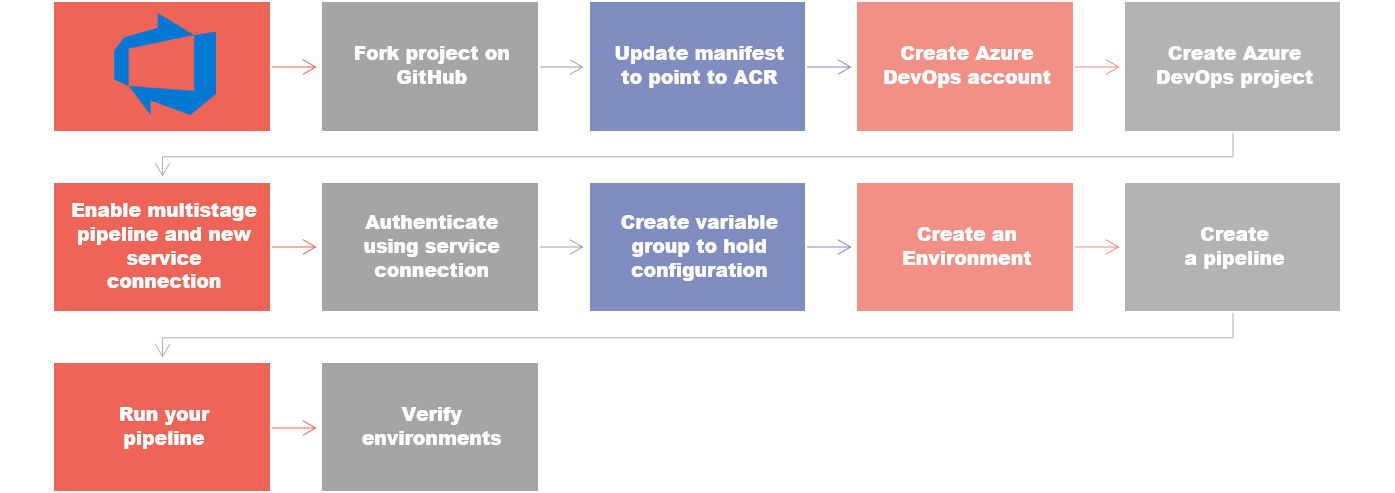 Fork project on
GitHub
Update manifest
to point to ACR
Create Azure
DevOps account
Create Azure
DevOps project
Enable multistage
pipeline and new
service
connection
Authenticate
using service
connection
Create variable
group to hold
configuration
Create an
Environment
Create
a pipeline
Run your
pipeline
Verify
environments